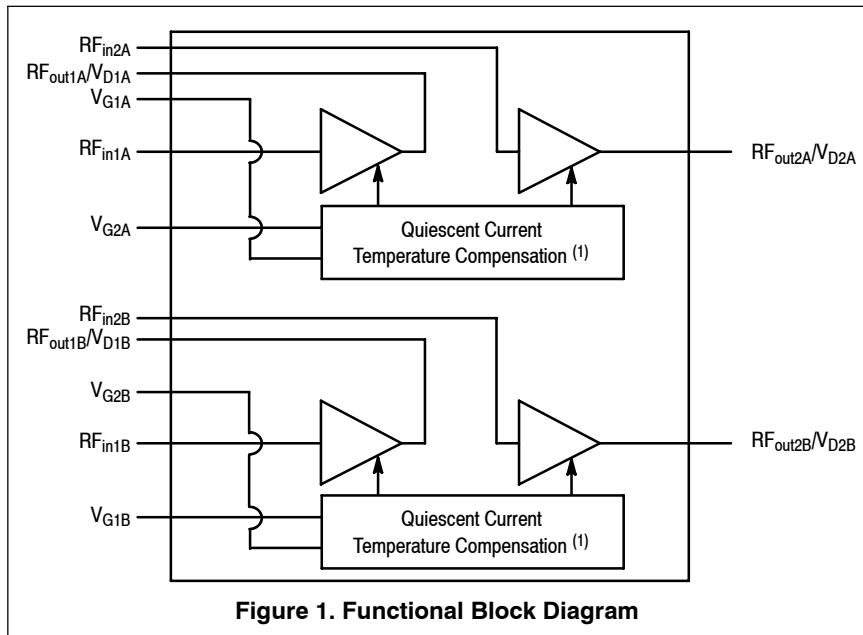 RFin2A
RFout1A/VD1A
VG1A
RFin1A
RFout2A/VD2A
VG2A
Quiescent Current
Temperature Compensation (1)
RFin2B
RFout1B/VD1B
VG2B
RFin1B
RFout2B/VD2B
VG1B
Quiescent Current
Temperature Compensation (1)
Figure 1. Functional Block Diagram